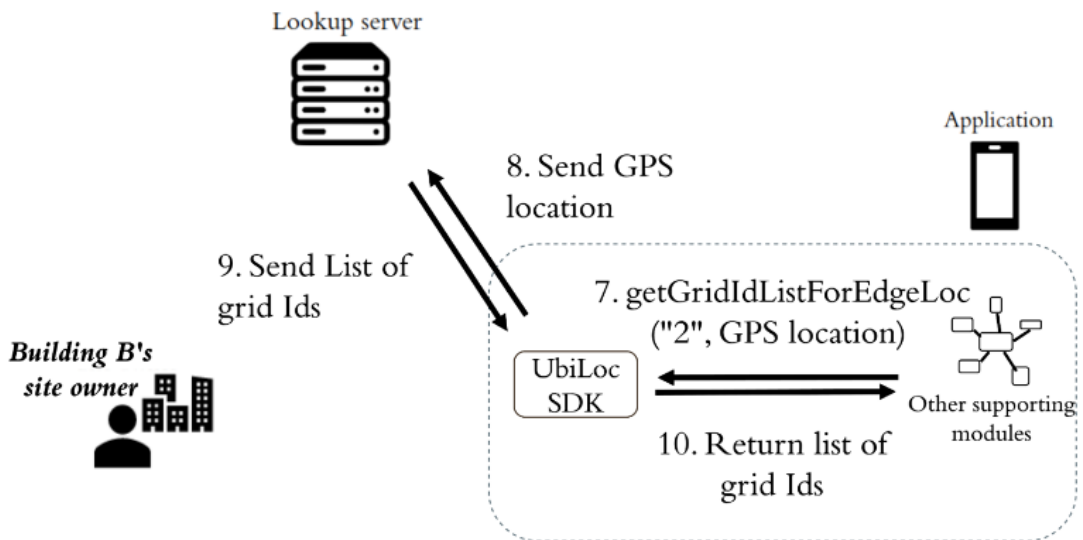 Lookup server
Application
8. Send GPS
location
9. Send List of
grid Ids
7. getGridIdListForEdgeLoc
("2", GPS location)
Building B's
site owner
UbiLoc
SDK
Other supporting
modules
10. Return list of
grid Ids